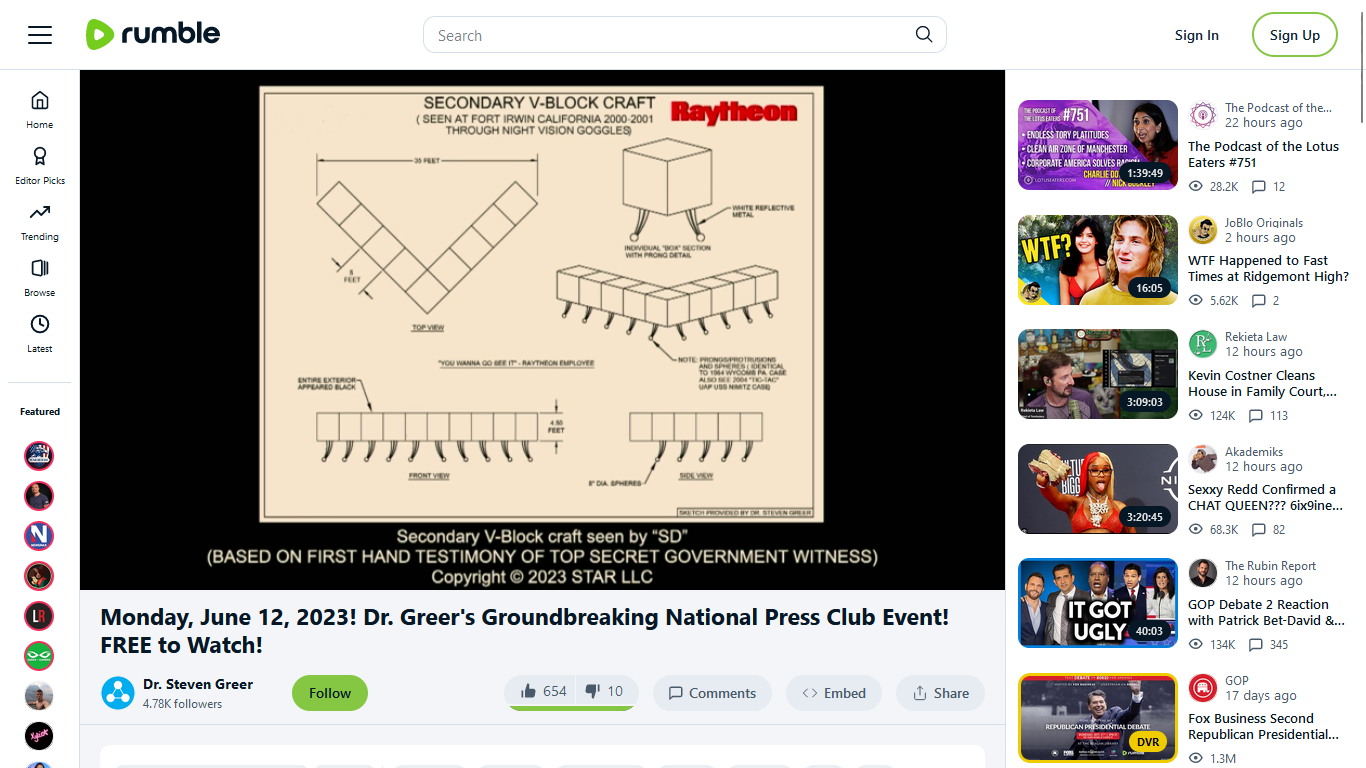 rumble
Search
Sign In
Sign Up
Home
Editor Picks
Trending
Browse
Latest
Featured
SECONDARY V-BLOCK CRAFT
( SEEN AT FORT IRWIN CALIFORNIA 2000-2001
THROUGH NIGHT VISION GOGGLES)
Raytheon
WHITE REFLECTIVE
METAL
INDIVIDUAL "BOX" SECTION
WITH PRONG DETAIL
FEET
TOP VIEW
"YOU WANNA GO SEE IT" - RAYTHEON EMPLOYEE
NOTE: PRONGS/PROTRUSIONS
AND SPHERES ( IDENTICAL
TO 1964 WYCOMB PA. CASE
ALSO SEE 2004 "TIC-TAC"
UAP USS NIMITZ CASE)
ENTIRE EXTERIOR
APPEARED BLACK
4.50
FEET
FRONT VIEW
8" DIA. SPHERES
SIDE VIEW
SKETCH PROVIDED BY DR. STEVEN GREER
Secondary V-Block craft seen by “SD”
(BASED ON FIRST HAND TESTIMONY OF TOP SECRET GOVERNMENT WITNESS)
Copyright © 2023 STAR LLC
Monday, June 12, 2023! Dr. Greer's Groundbreaking National Press Club Event!
FREE to Watch!
Dr. Steven Greer
4.78K followers
Follow
654
10
Comments
Embed
Share
THE PODCAST OF
THE LOTUS EATERS
#751
• ENDLESS TORY PLATITUDES
• CLEAN AIR ZONE OF MANCHESTER
• CORPORATE AMERICA SOLVES RACISM
LOTUSEATERS.COM
1:39:49
The Podcast of the...
22 hours ago
The Podcast of the Lotus
Eaters #751
28.2K
12
WTF?
16:05
JoBlo Originals
2 hours ago
WTF Happened to Fast
Times at Ridgemont High?
5.62K
2
Rekieta Law
3:09:03
Rekieta Law
12 hours ago
Kevin Costner Cleans
House in Family Court,...
124K
113
3:20:45
Akademiks
12 hours ago
Sexxy Redd Confirmed a
CHAT QUEEN??? 6ix9ine...
68.3K
82
IT GOT
UGLY
40:03
The Rubin Report
12 hours ago
GOP Debate 2 Reaction
with Patrick Bet-David &...
134K
345
REPUBLICAN PRESIDENTIAL DEBATE
rumble
DVR
GOP
17 days ago
Fox Business Second
Republican Presidential...
1.3M
LR
N
Xgick